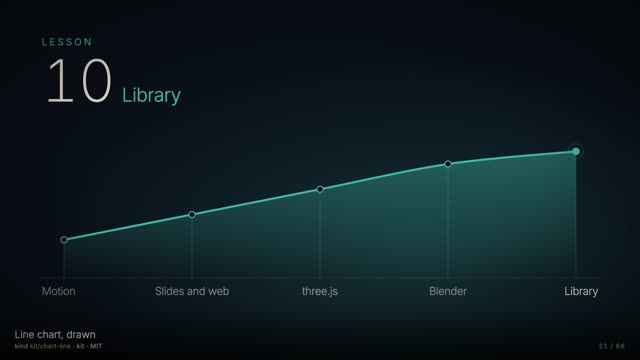 LESSON
10 Library
Motion
Slides and web
three.js
Blender
Library
Line chart, drawn
kind kit/chart-line · kit · MIT
21 / 66